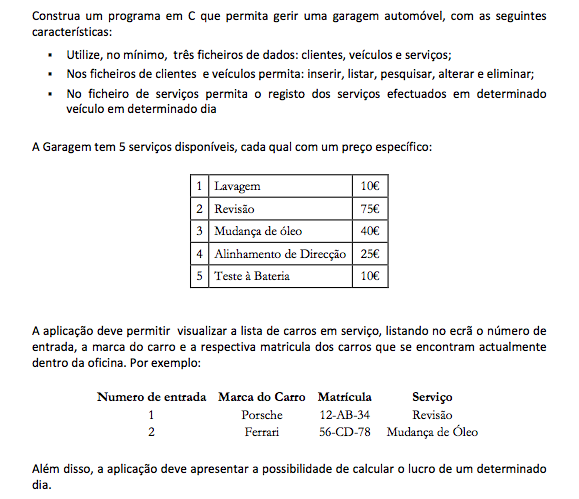 Construa um programa em C que permita gerir uma garagem automóvel, com as seguintes
características:
▪ Utilize, no mínimo, três ficheiros de dados: clientes, veículos e serviços;
▪ Nos ficheiros de clientes e veículos permita: inserir, listar, pesquisar, alterar e eliminar;
▪ No ficheiro de serviços permita o registo dos serviços efectuados em determinado
veículo em determinado dia
A Garagem tem 5 serviços disponíveis, cada qual com um preço específico:
1 Lavagem 10€
2 Revisão 75€
3 Mudança de óleo 40€
4 Alinhamento de Direcção 25€
5 Teste à Bateria 10€
A aplicação deve permitir visualizar a lista de carros em serviço, listando no ecrã o número de
entrada, a marca do carro e a respectiva matricula dos carros que se encontram actualmente
dentro da oficina. Por exemplo:
Numero de entrada Marca do Carro Matrícula Serviço
1 Porsche 12-AB-34 Revisão
2 Ferrari 56-CD-78 Mudança de Óleo
Além disso, a aplicação deve apresentar a possibilidade de calcular o lucro de um determinado
dia.